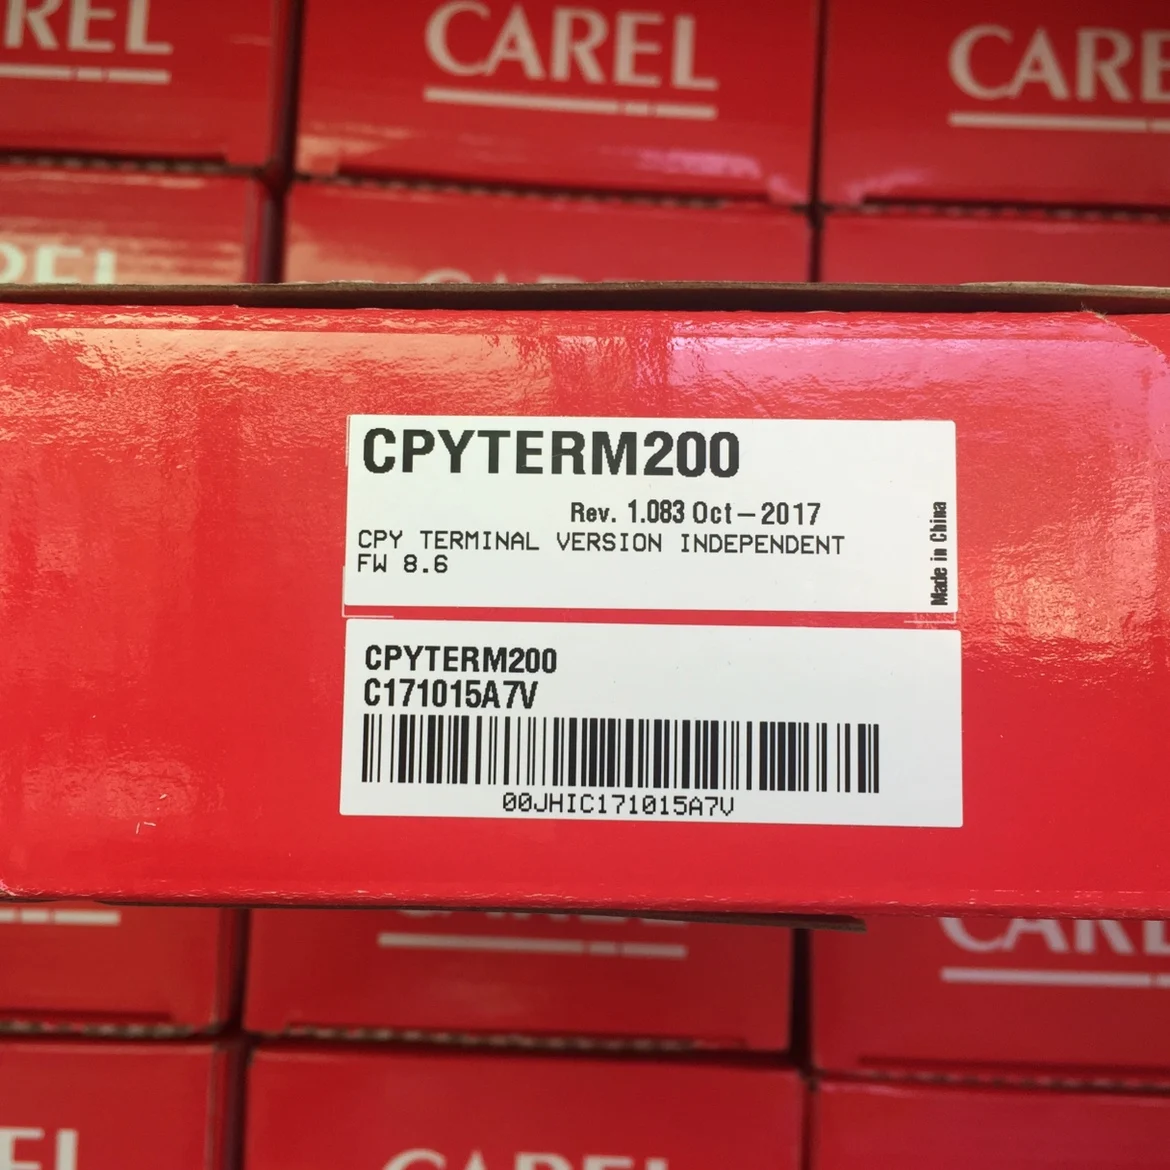 CAREL
CPYTERM200
Rev. 1.083 Oct-2017
CPY TERMINAL VERSION INDEPENDENT
FW 8.6
Made in China
CPYTERM200
C171015A7V
00JHIC171015A7V
CAREL